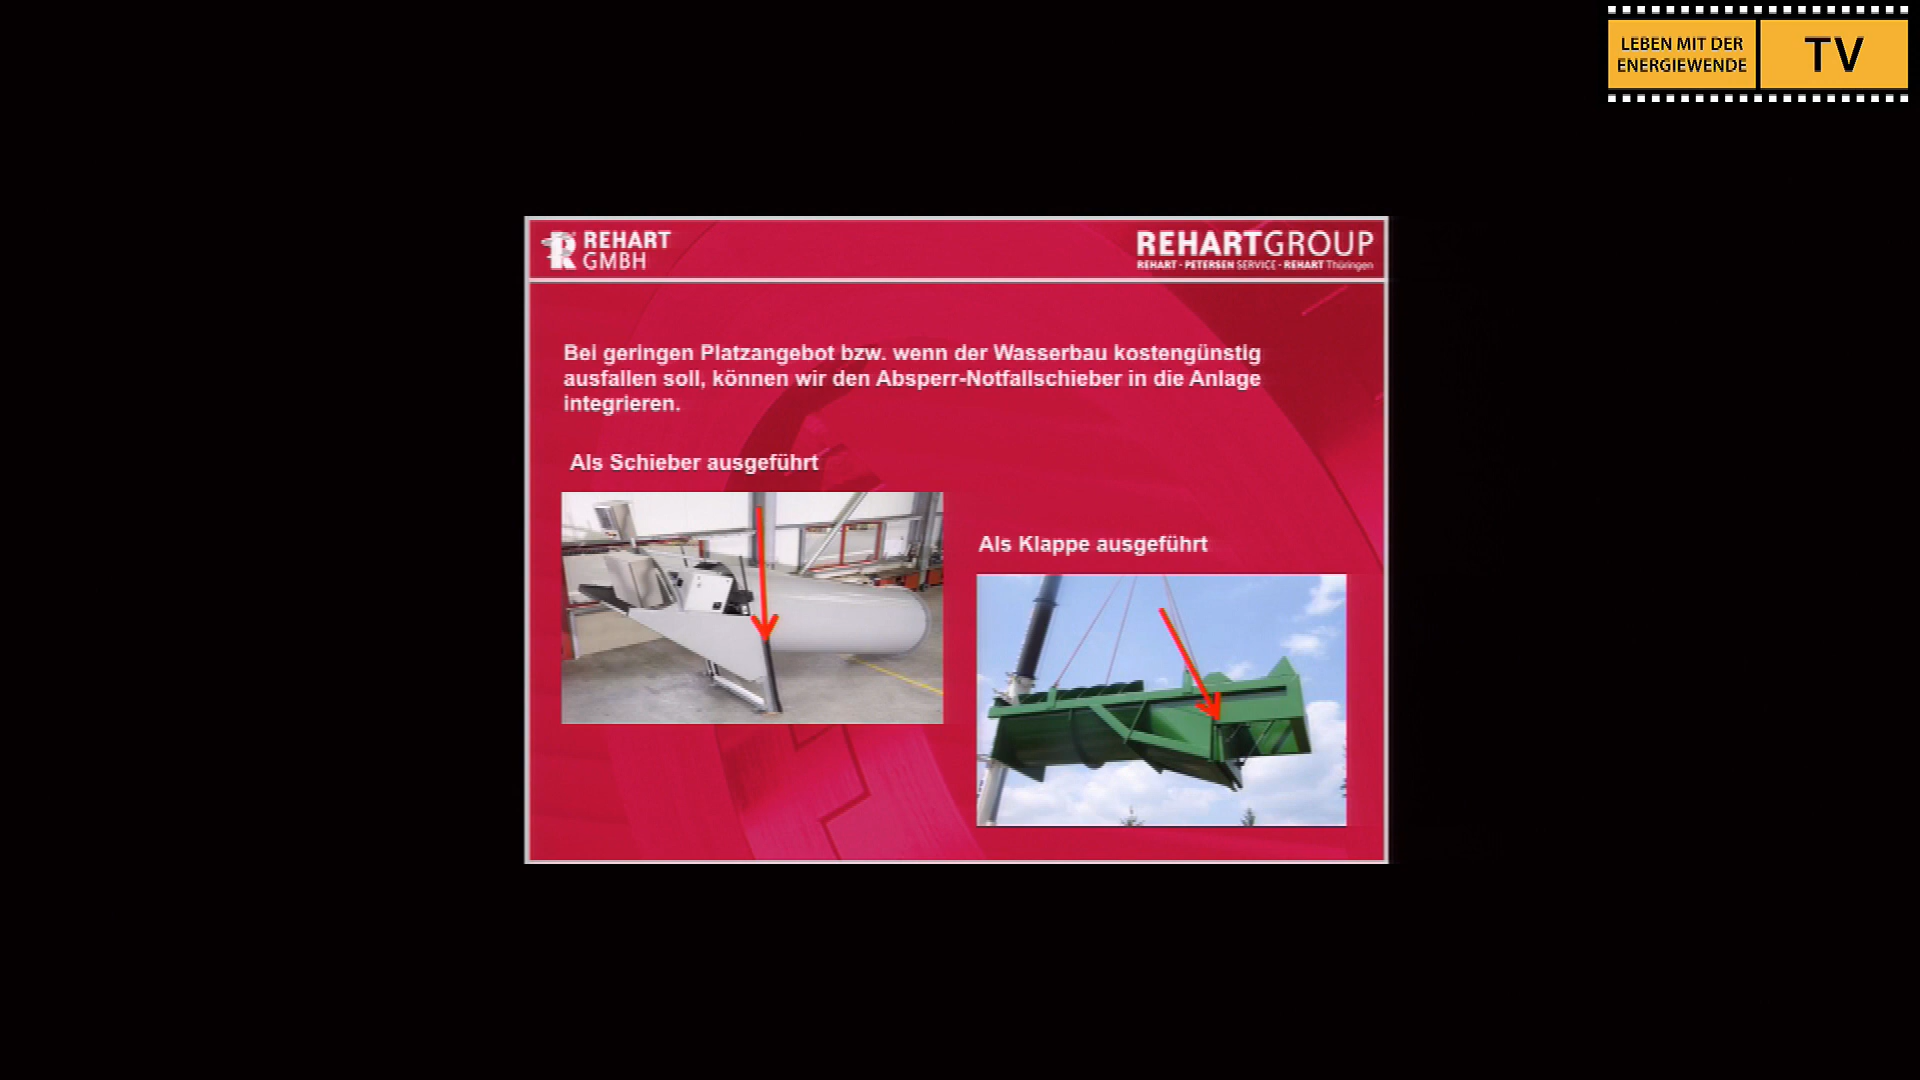 LEBEN MIT DER
ENERGIEWENDE
TV
REHART
GMBH
REHARTGROUP
REHART - PETERSEN SERVICE - REHART Thüringen
Bei geringen Platzangebot bzw. wenn der Wasserbau kostengünstig
ausfallen soll, können wir den Absperr-Notfallschieber in die Anlage
integrieren.
Als Schieber ausgeführt
Als Klappe ausgeführt